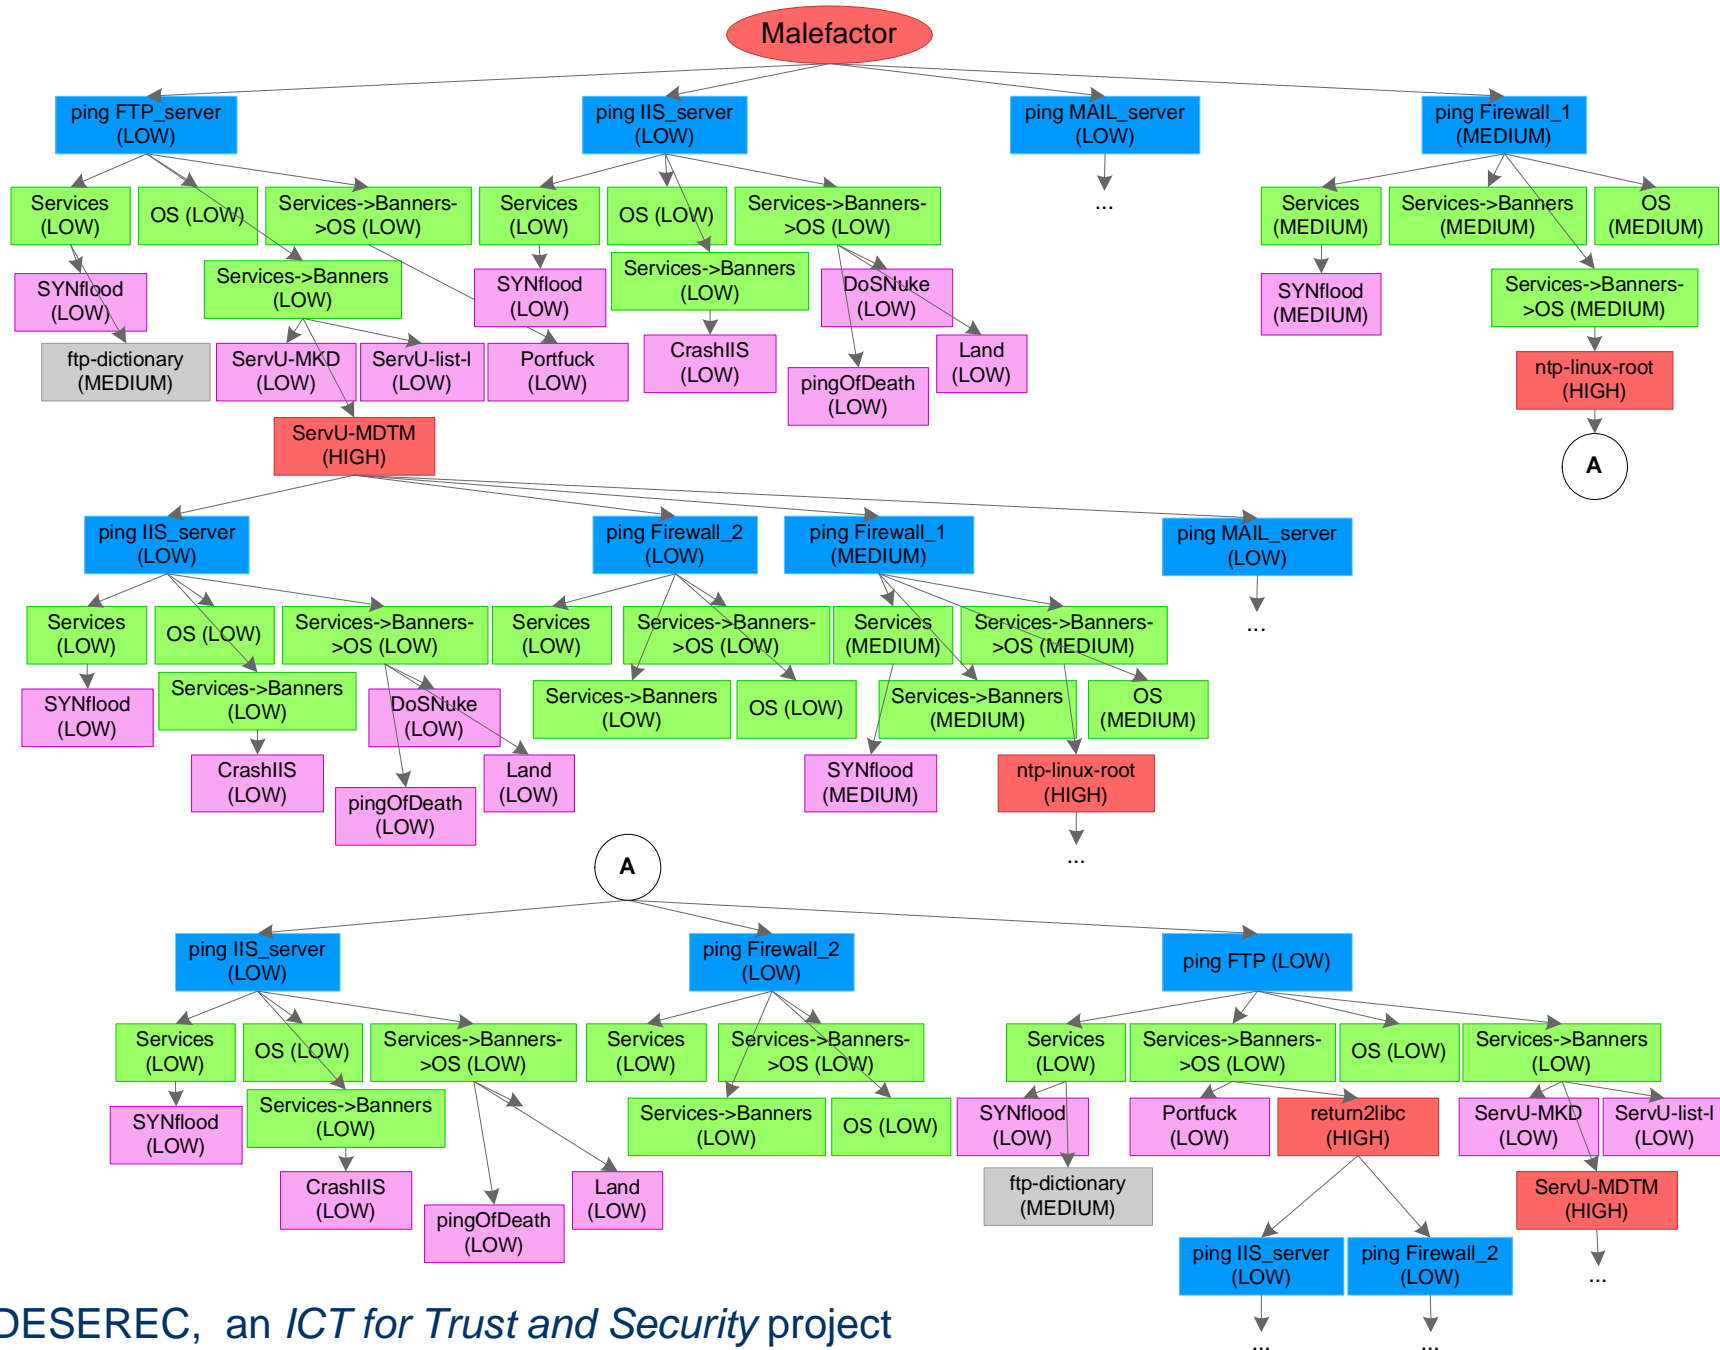 Malefactor
ping FTP_server
(LOW)
ping IIS_server
(LOW)
ping MAIL_server
(LOW)
ping Firewall_1
(MEDIUM)
Services
(LOW)
OS (LOW)
Services->Banners-
>OS (LOW)
Services
(LOW)
OS (LOW)
Services->Banners-
>OS (LOW)
...
Services
(MEDIUM)
Services->Banners
(MEDIUM)
OS
(MEDIUM)
SYNflood
(LOW)
Services->Banners
(LOW)
SYNflood
(LOW)
Services->Banners
(LOW)
DoSNuke
(LOW)
SYNflood
(MEDIUM)
Services->Banners-
>OS (MEDIUM)
ftp-dictionary
(MEDIUM)
ServU-MKD
(LOW)
ServU-list-l
(LOW)
Portfuck
(LOW)
CrashIIS
(LOW)
pingOfDeath
(LOW)
Land
(LOW)
ntp-linux-root
(HIGH)
ServU-MDTM
(HIGH)
A
ping IIS_server
(LOW)
ping Firewall_2
(LOW)
ping Firewall_1
(MEDIUM)
ping MAIL_server
(LOW)
Services
(LOW)
OS (LOW)
Services->Banners-
>OS (LOW)
Services
(LOW)
Services->Banners-
>OS (LOW)
Services
(MEDIUM)
Services->Banners-
>OS (MEDIUM)
...
SYNflood
(LOW)
Services->Banners
(LOW)
DoSNuke
(LOW)
Services->Banners
(LOW)
OS (LOW)
Services->Banners
(MEDIUM)
OS
(MEDIUM)
CrashIIS
(LOW)
pingOfDeath
(LOW)
Land
(LOW)
SYNflood
(MEDIUM)
ntp-linux-root
(HIGH)
...
A
ping IIS_server
(LOW)
ping Firewall_2
(LOW)
ping FTP (LOW)
Services
(LOW)
OS (LOW)
Services->Banners-
>OS (LOW)
Services
(LOW)
Services->Banners-
>OS (LOW)
Services
(LOW)
Services->Banners-
>OS (LOW)
OS (LOW)
Services->Banners
(LOW)
SYNflood
(LOW)
Services->Banners
(LOW)
Services->Banners
(LOW)
OS (LOW)
SYNflood
(LOW)
Portfuck
(LOW)
return2libc
(HIGH)
ServU-MKD
(LOW)
ServU-list-l
(LOW)
CrashIIS
(LOW)
pingOfDeath
(LOW)
Land
(LOW)
ftp-dictionary
(MEDIUM)
ServU-MDTM
(HIGH)
ping IIS_server
(LOW)
ping Firewall_2
(LOW)
...
DESEREC, an ICT for Trust and Security project
...
...